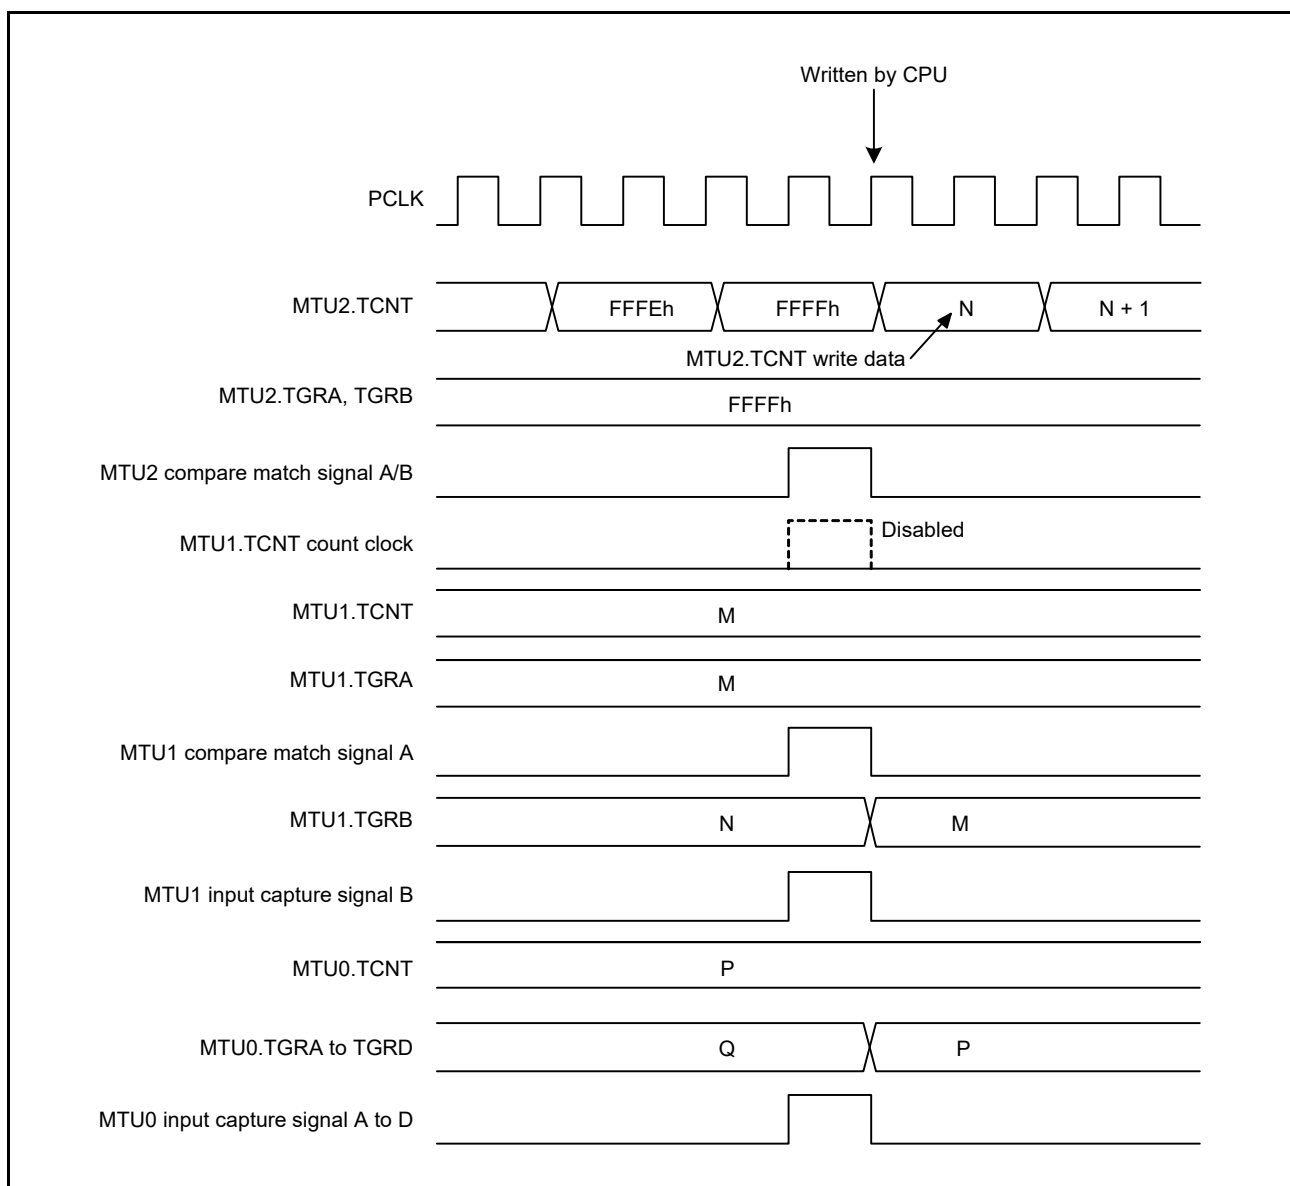 Written by CPU
PCLK
MTU2.TCNT FFFEh FFFFh N N + 1
MTU2.TCNT write data
MTU2.TGRA, TGRB FFFFh
MTU2 compare match signal A/B
MTU1.TCNT count clock Disabled
MTU1.TCNT M
MTU1.TGRA M
MTU1 compare match signal A
MTU1.TGRB N M
MTU1 input capture signal B
MTU0.TCNT P
MTU0.TGRA to TGRD Q P
MTU0 input capture signal A to D